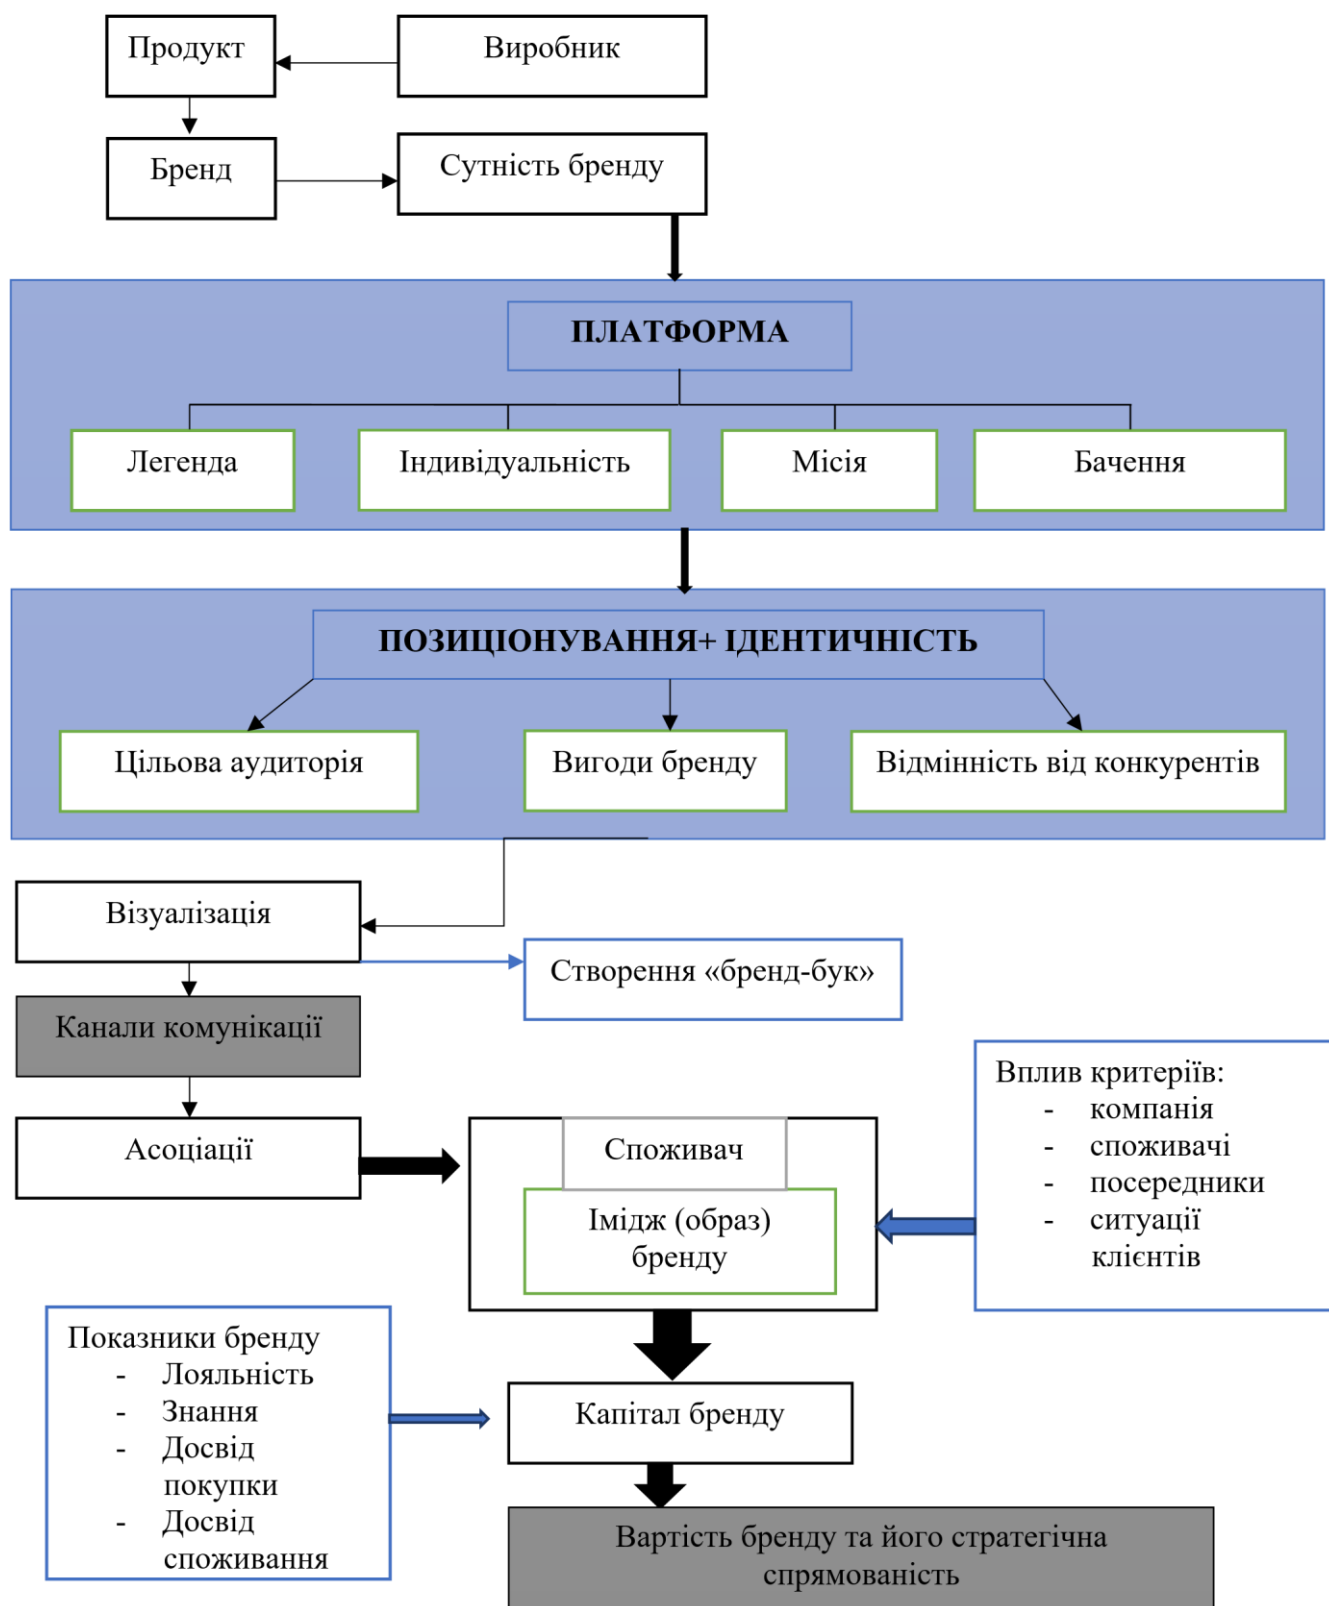 Продукт
Виробник
Бренд
Сутність бренду
ПЛАТФОРМА
Легенда
Індивідуальність
Місія
Бачення
ПОЗИЦІОНУВАННЯ+ ІДЕНТИЧНІСТЬ
Цільова аудиторія
Вигоди бренду
Відмінність від конкурентів
Візуалізація
Створення «бренд-бук»
Канали комунікації
Асоціації
Споживач
Імідж (образ)
бренду
Вплив критеріїв:
- компанія
- споживачі
- посередники
- ситуації
клієнтів
Показники бренду
- Лояльність
- Знання
- Досвід
покупки
- Досвід
споживання
Капітал бренду
Вартість бренду та його стратегічна
спрямованість